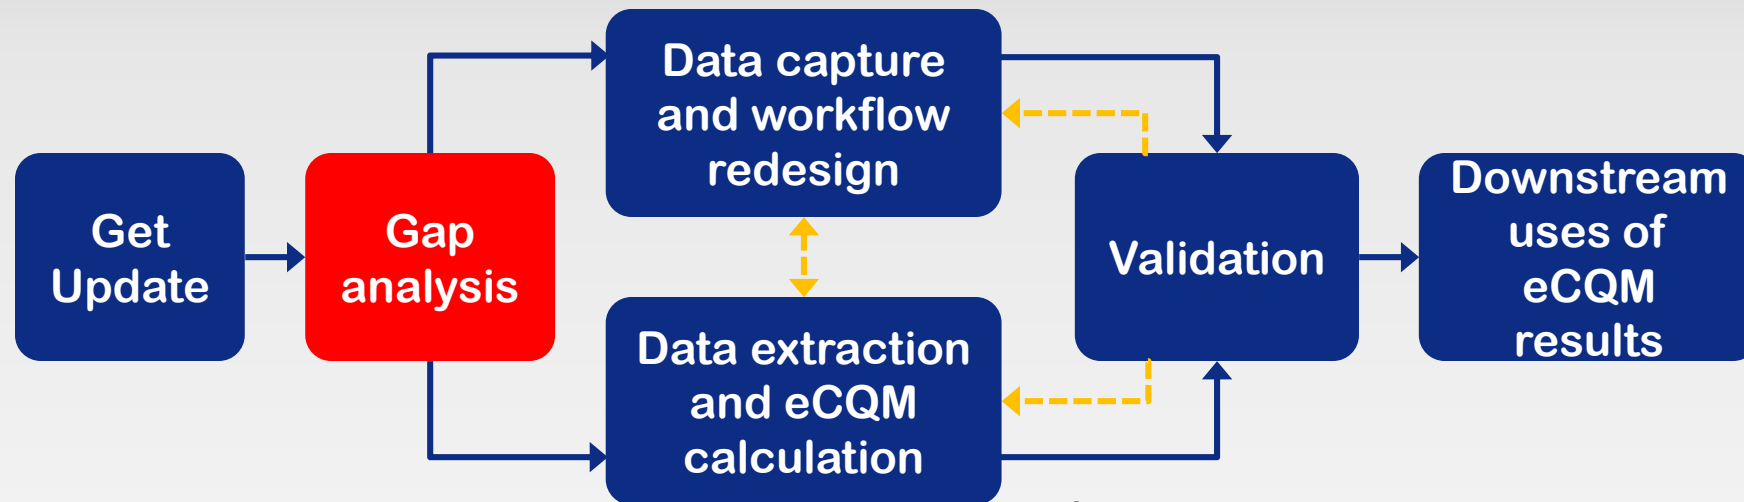 Get
Update
Gap
analysis
Data capture
and workflow
redesign
Data extraction
and eCQM
calculation
Validation
Downstream
uses of
eCQM
results